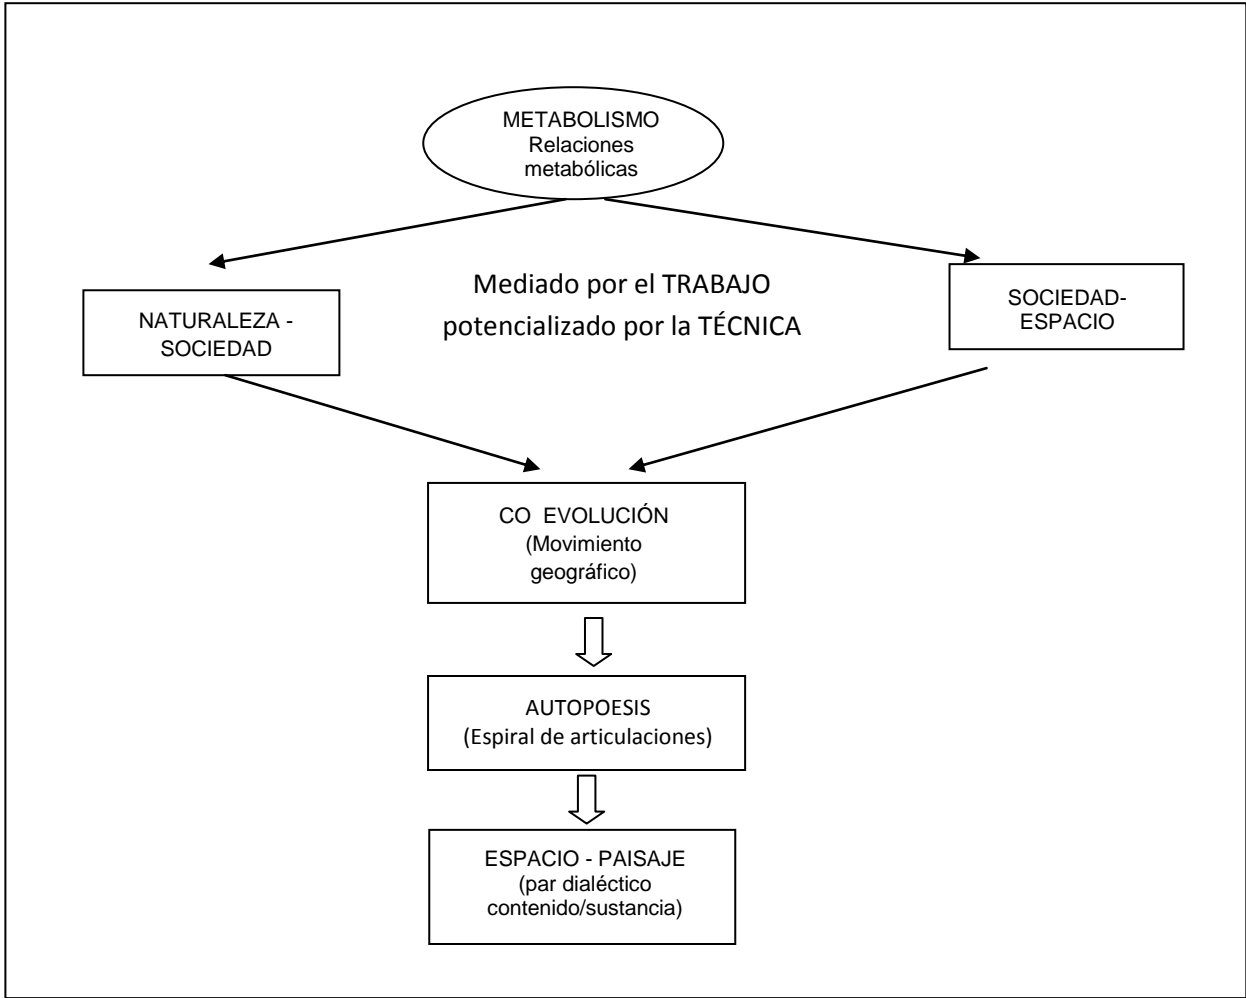 METABOLISMO
Relaciones
metabólicas
Mediado por el TRABAJO
potencializado por la TÉCNICA
NATURALEZA -
SOCIEDAD
SOCIEDAD-
ESPACIO
CO  EVOLUCIÓN
(Movimiento
geográfico)
AUTOPOESIS
(Espiral de articulaciones)
ESPACIO - PAISAJE
(par dialéctico
contenido/sustancia)